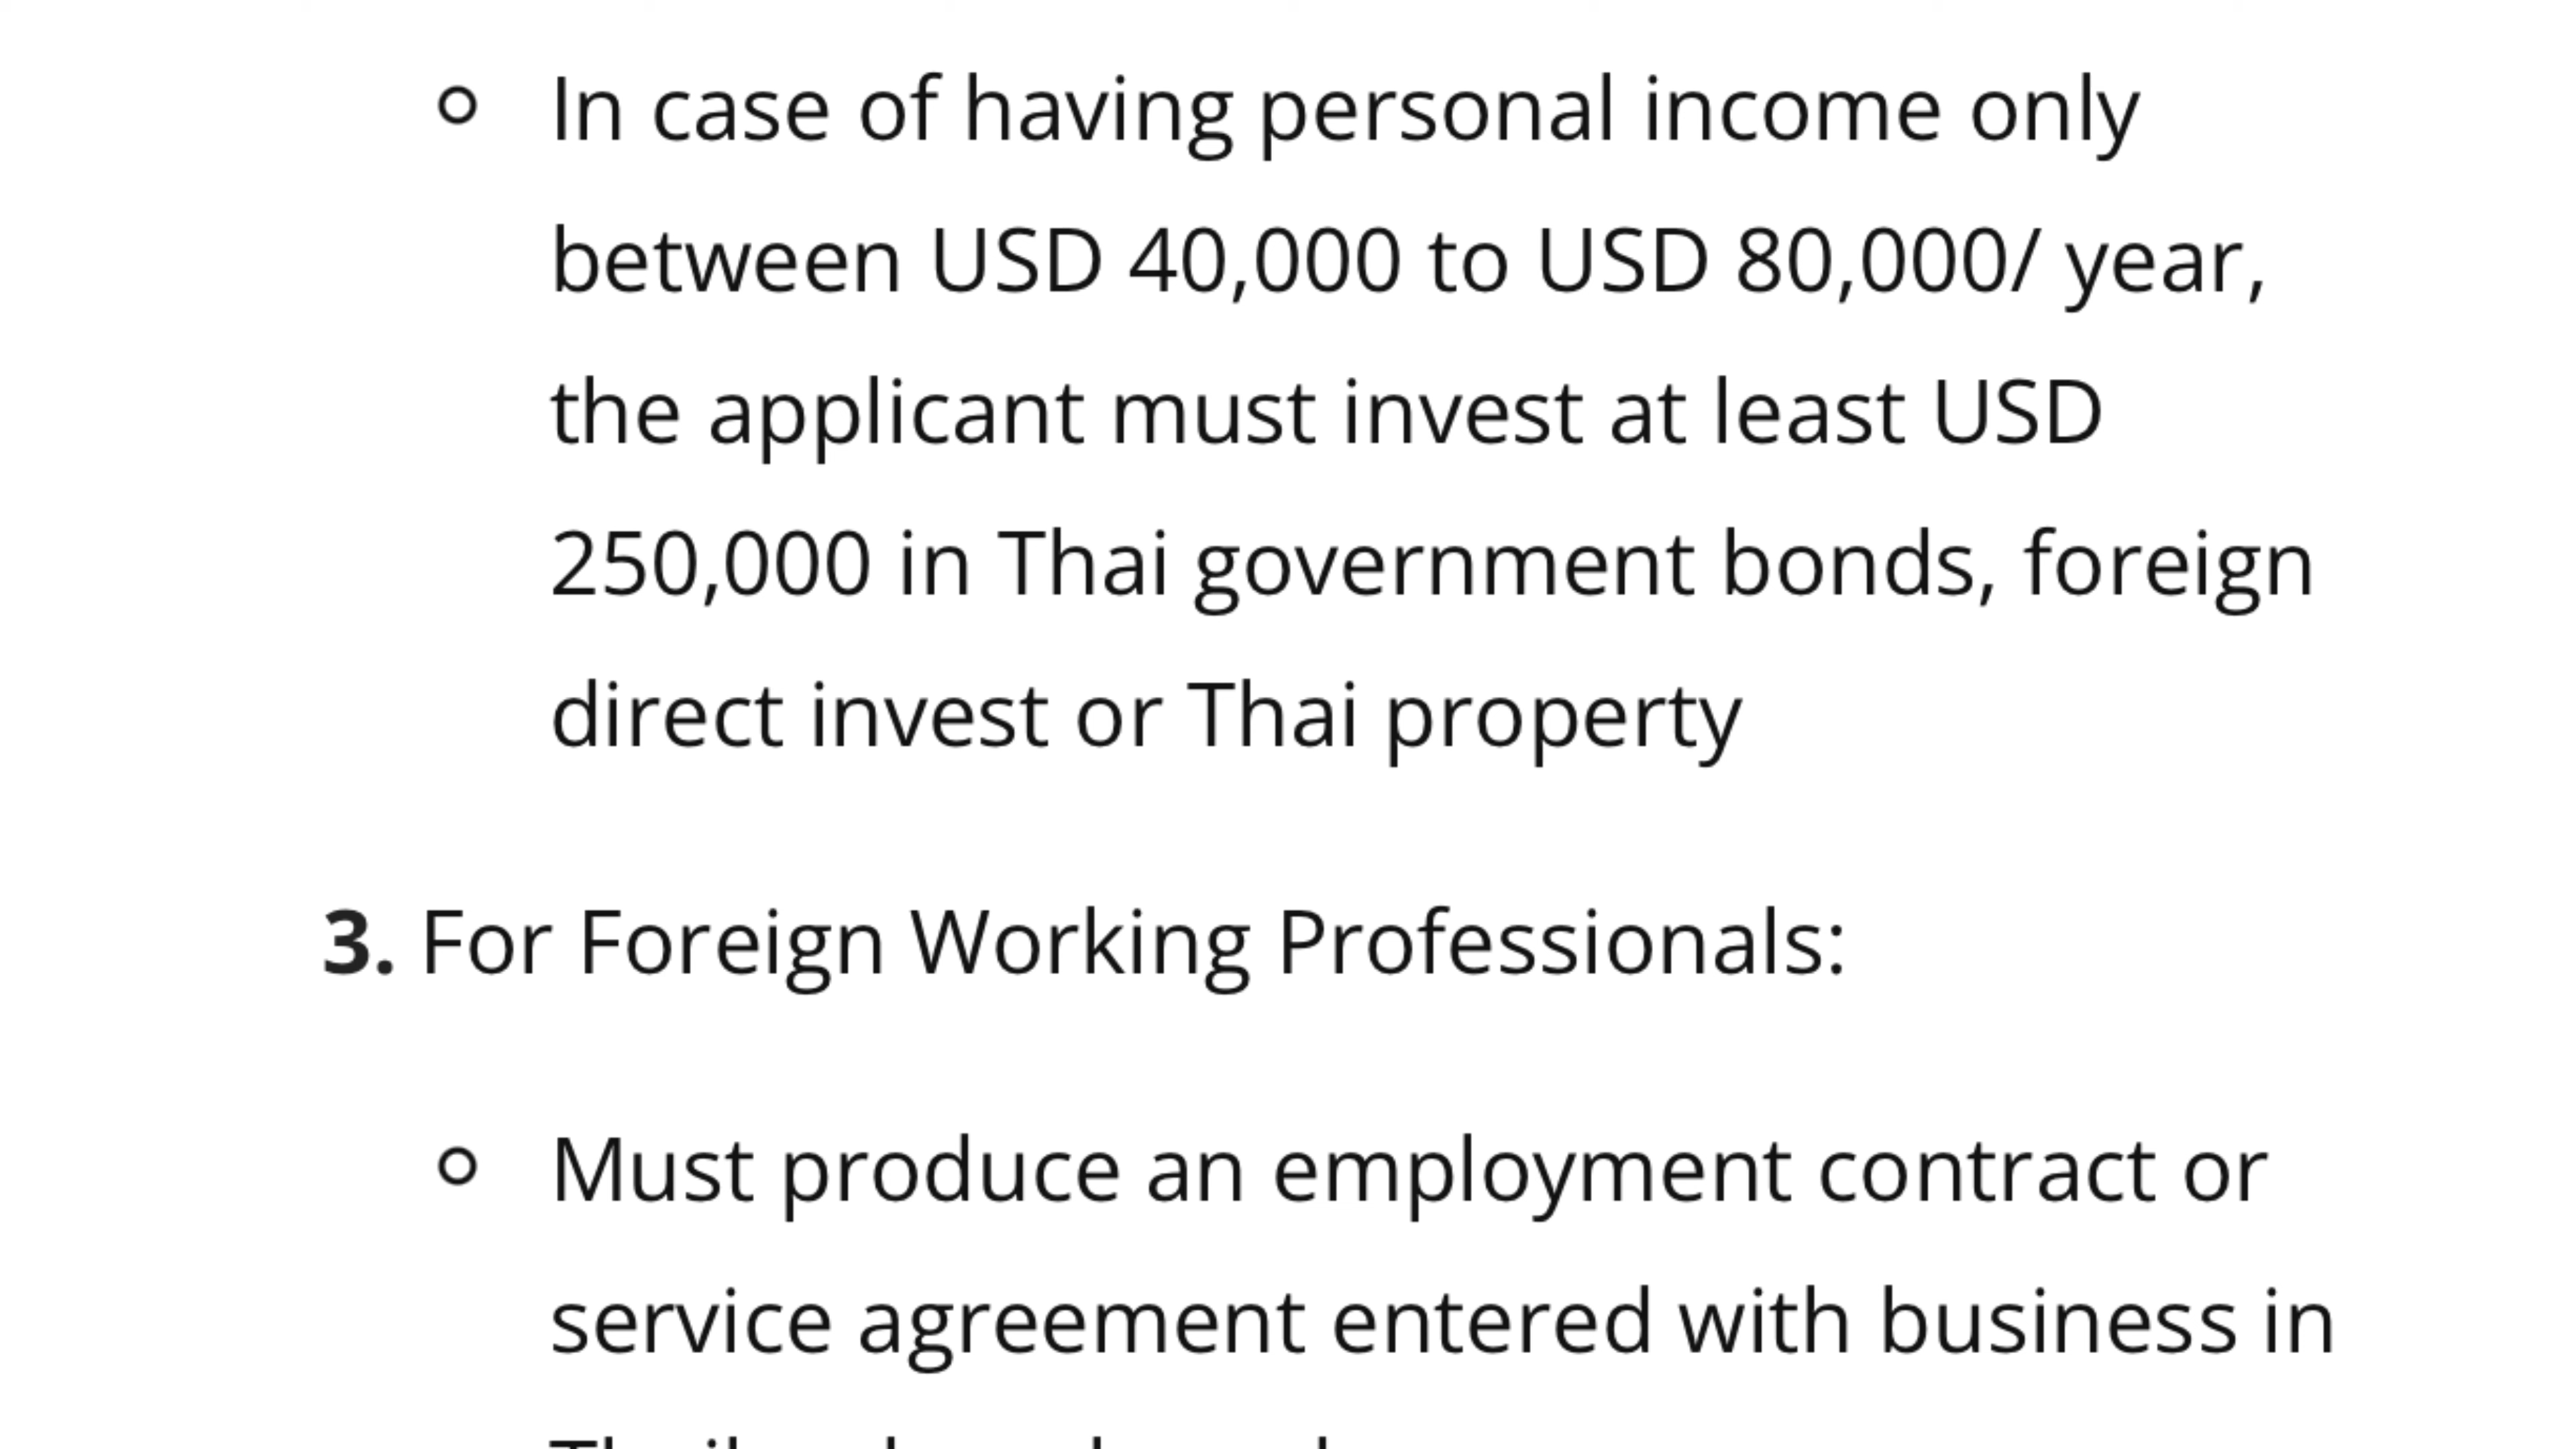 In case of having personal income only
between USD 40,000 to USD 80,000/ year,
the applicant must invest at least USD
250,000 in Thai government bonds, foreign
direct invest or Thai property
3. For Foreign Working Professionals:
Must produce an employment contract or
service agreement entered with business in